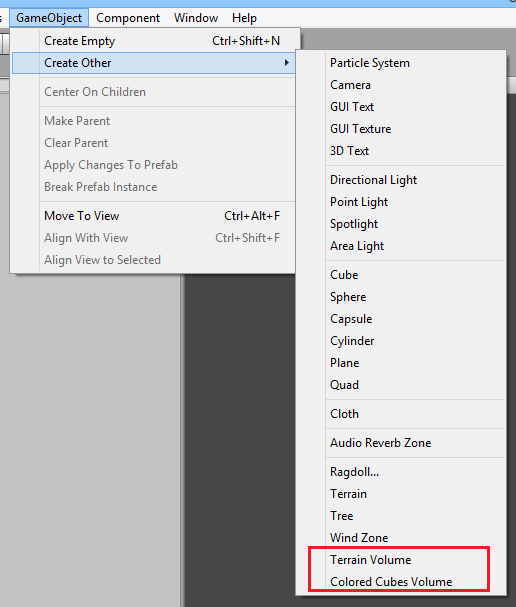 s GameObject Component Window Help
Create Empty Ctrl+Shift+N
Create Other
Center On Children
Make Parent
Clear Parent
Apply Changes To Prefab
Break Prefab Instance
Move To View Ctrl+Alt+F
Align With View Ctrl+Shift+F
Align View to Selected
Particle System
Camera
GUI Text
GUI Texture
3D Text
Directional Light
Point Light
Spotlight
Area Light
Cube
Sphere
Capsule
Cylinder
Plane
Quad
Cloth
Audio Reverb Zone
Ragdoll...
Terrain
Tree
Wind Zone
Terrain Volume
Colored Cubes Volume